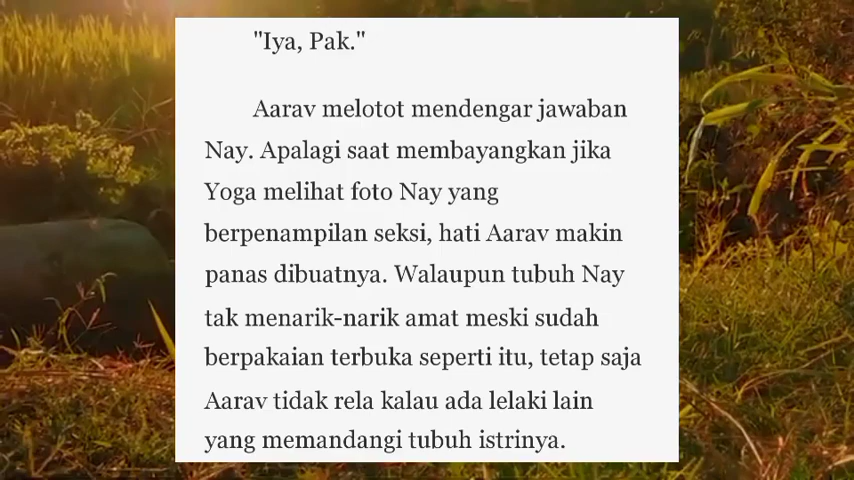 "Iya, Pak."
Aarav melotot mendengar jawaban
Nay. Apalagi saat membayangkan jika
Yoga melihat foto Nay yang
berpenampilan seksi, hati Aarav makin
panas dibuatnya. Walaupun tubuh Nay
tak menarik-narik amat meski sudah
berpakaian terbuka seperti itu, tetap saja
Aarav tidak rela kalau ada lelaki lain
yang memandangi tubuh istrinya.